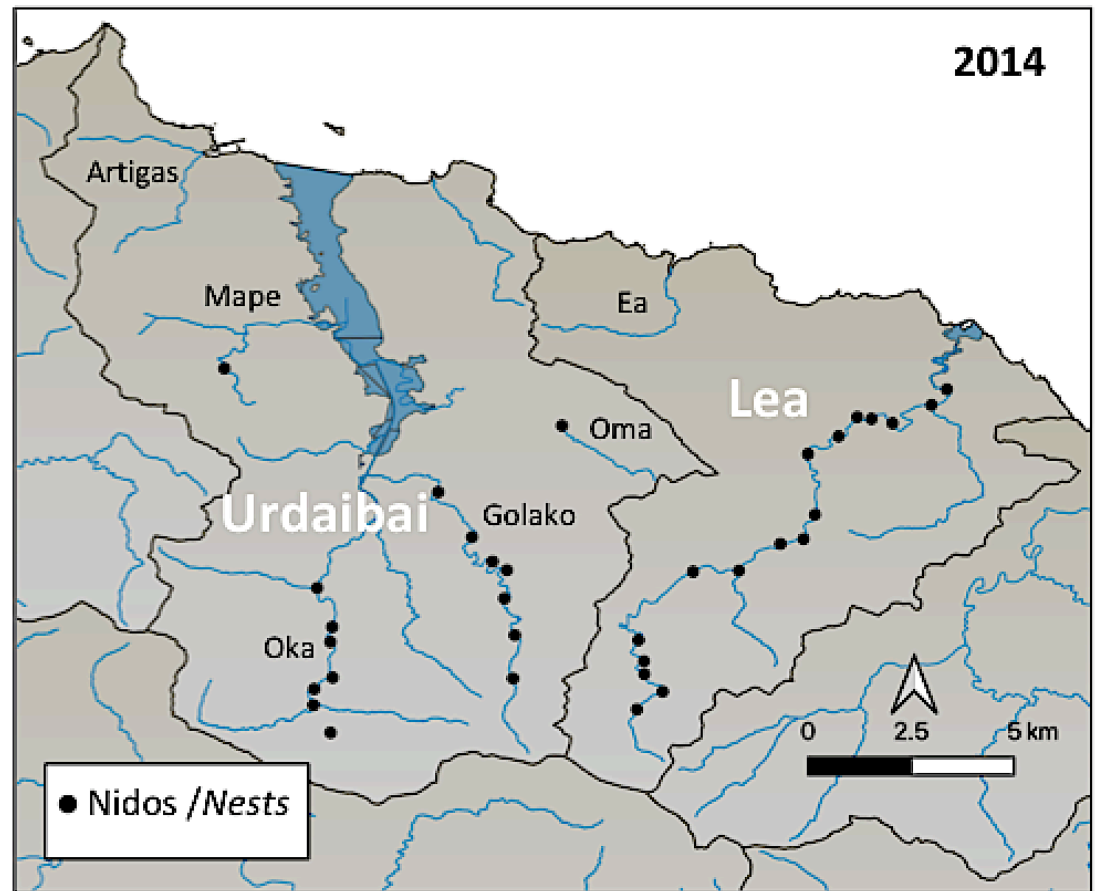 2014
Artigas
Mape
Ea
Lea
Oma
Urdaibai
Golako
Oka
0 2.5 5 km
Nidos /Nests